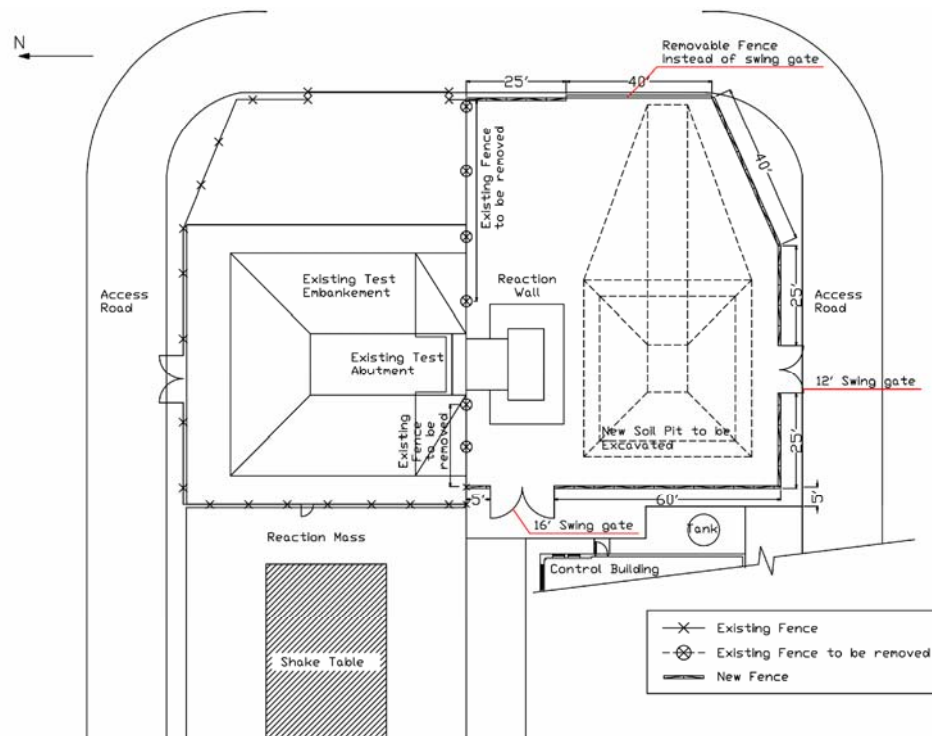 N
Removable Fence
instead of swing gate
25'
40'
Existing Fence
to be removed
40'
Existing Test
Embankement
Reaction
Wall
Access
Road
25'
Access
Road
Existing Test
Abutment
12' Swing gate
Existing
Fence
to be
removed
New Soil Pit to be
Excavated
25'
5'
60'
5'
16' Swing gate
Tank
Reaction Mass
Control Building
Shake Table
Existing Fence
Existing Fence to be removed
New Fence